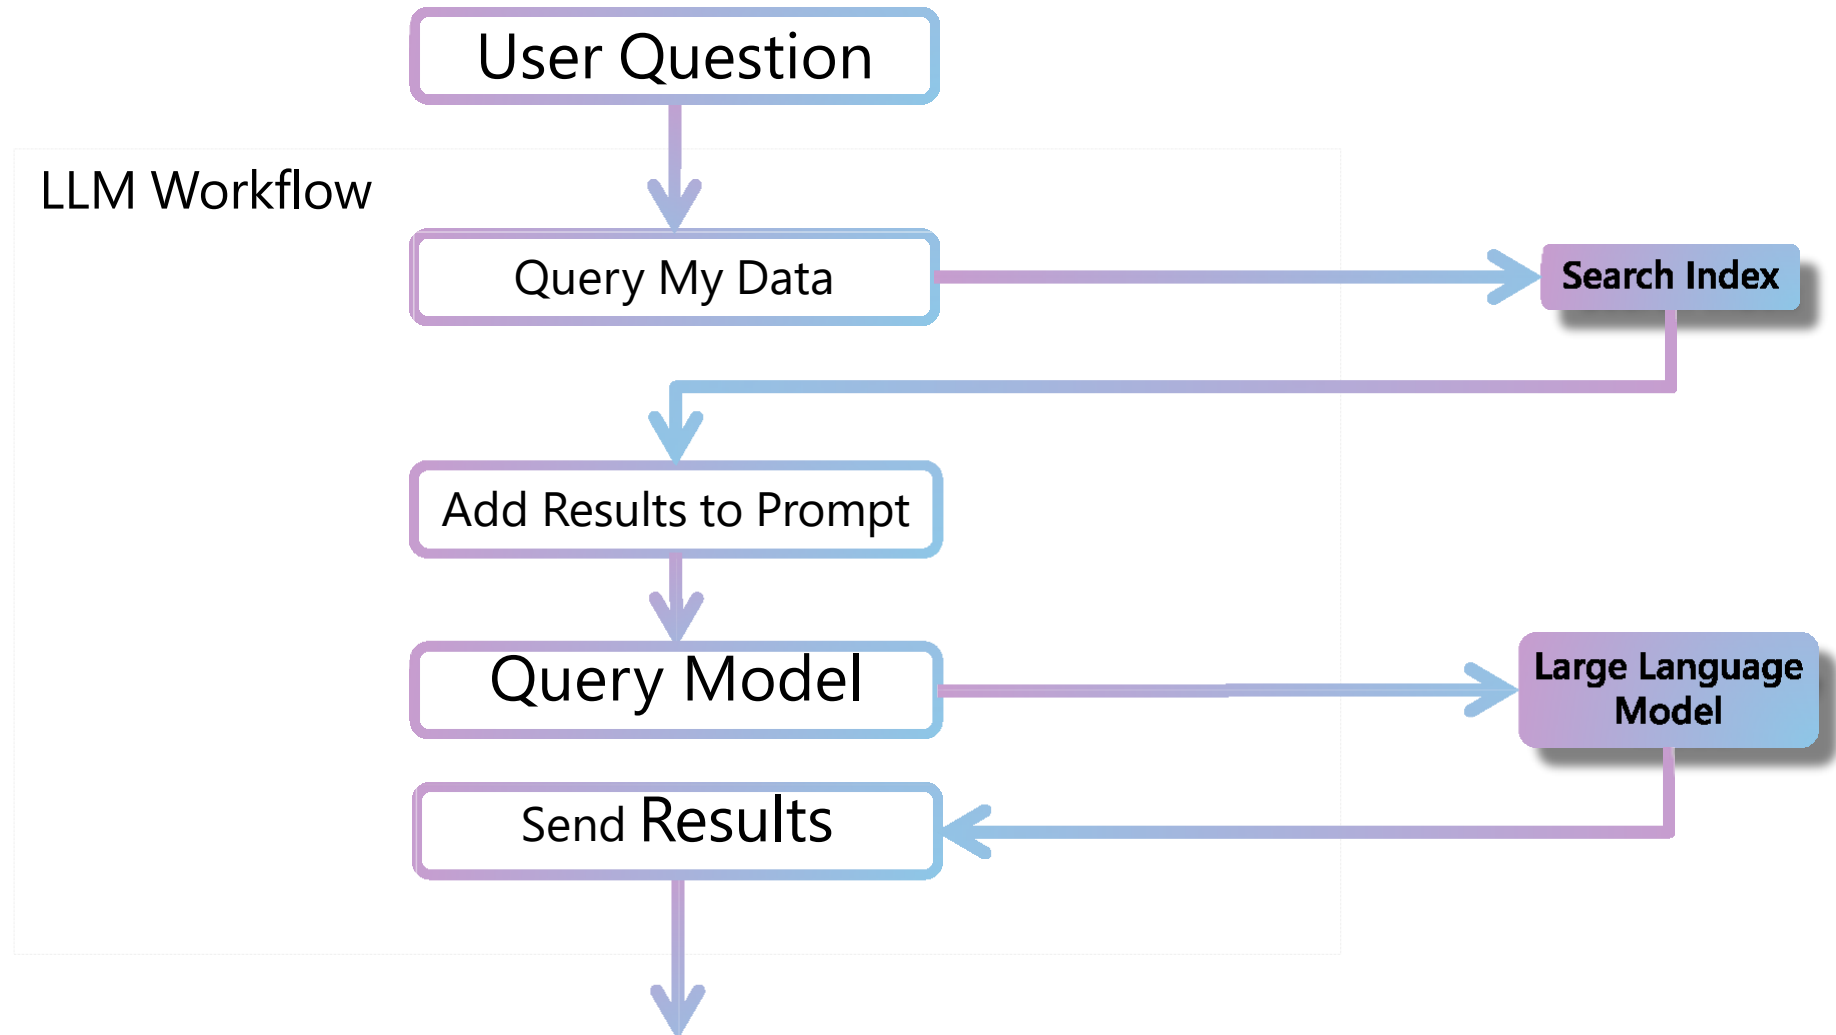 User Question
LLM Workflow
Query My Data
Search Index
Add Results to Prompt
Query Model
Large Language
Model
Send Results